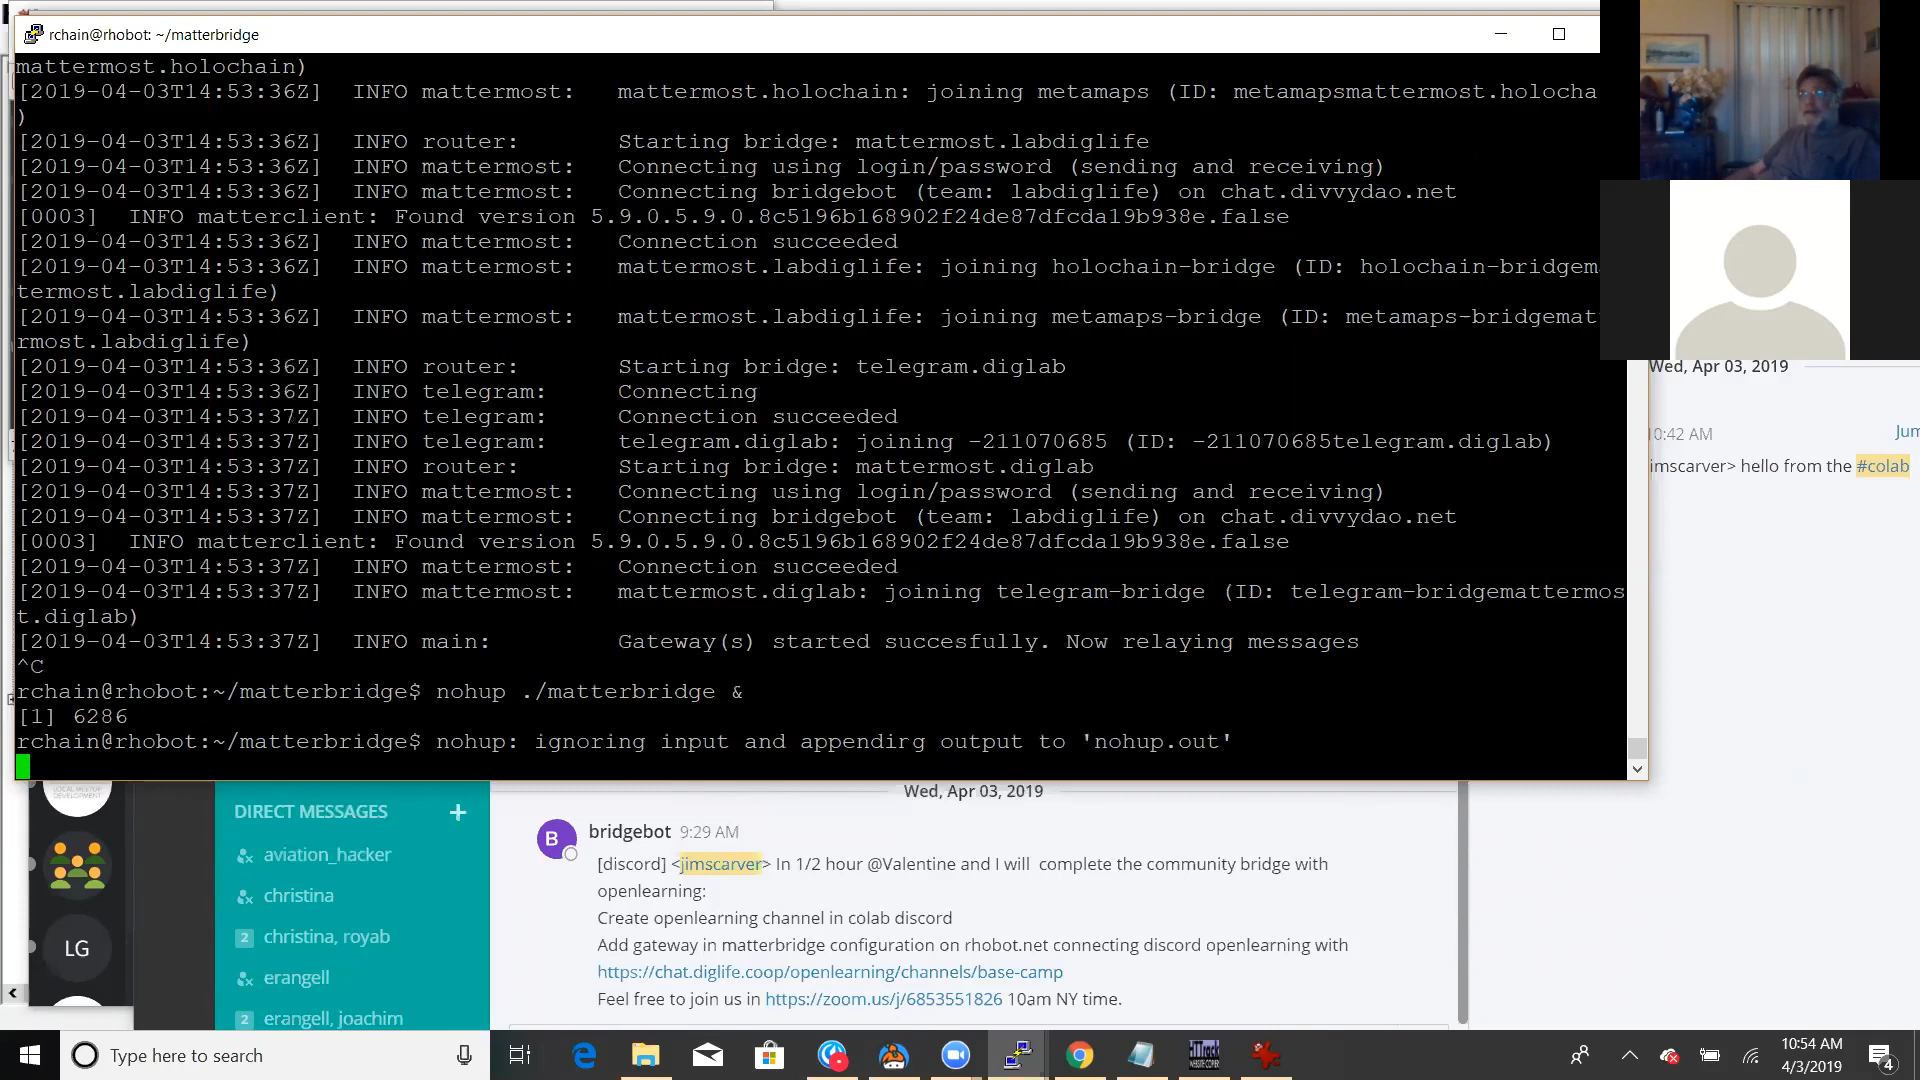 rchain@rhobot: ~/matterbridge
mattermost.holochain)
[2019-04-03T14:53:36Z] INFO mattermost: mattermost.holochain: joining metamaps (ID: metamapsmattermost.holocha
)
[2019-04-03T14:53:36Z] INFO router: Starting bridge: mattermost.labdiglife
[2019-04-03T14:53:36Z] INFO mattermost: Connecting using login/password (sending and receiving)
[2019-04-03T14:53:36Z] INFO mattermost: Connecting bridgebot (team: labdiglife) on chat.divvydao.net
[0003] INFO matterclient: Found version 5.9.0.5.9.0.8c5196b168902f24de87dfcda19b938e.false
[2019-04-03T14:53:36Z] INFO mattermost: Connection succeeded
[2019-04-03T14:53:36Z] INFO mattermost: mattermost.labdiglife: joining holochain-bridge (ID: holochain-bridgem
termost.labdiglife)
[2019-04-03T14:53:36Z] INFO mattermost: mattermost.labdiglife: joining metamaps-bridge (ID: metamaps-bridgemat
rmost.labdiglife)
[2019-04-03T14:53:36Z] INFO router: Starting bridge: telegram.diglab
[2019-04-03T14:53:36Z] INFO telegram: Connecting
[2019-04-03T14:53:37Z] INFO telegram: Connection succeeded
[2019-04-03T14:53:37Z] INFO telegram: telegram.diglab: joining -211070685 (ID: -211070685telegram.diglab)
[2019-04-03T14:53:37Z] INFO router: Starting bridge: mattermost.diglab
[2019-04-03T14:53:37Z] INFO mattermost: Connecting using login/password (sending and receiving)
[2019-04-03T14:53:37Z] INFO mattermost: Connecting bridgebot (team: labdiglife) on chat.divvydao.net
[0003] INFO matterclient: Found version 5.9.0.5.9.0.8c5196b168902f24de87dfcda19b938e.false
[2019-04-03T14:53:37Z] INFO mattermost: Connection succeeded
[2019-04-03T14:53:37Z] INFO mattermost: mattermost.diglab: joining telegram-bridge (ID: telegram-bridgemattermos
t.diglab)
[2019-04-03T14:53:37Z] INFO main: Gateway(s) started succesfully. Now relaying messages
^C
rchain@rhobot:~/matterbridge$ nohup ./matterbridge &
[1] 6286
rchain@rhobot:~/matterbridge$ nohup: ignoring input and appending output to 'nohup.out'
Wed, Apr 03, 2019
10:42 AM
Jum
imscarver> hello from the #colab
LOCAL MEETUP
DEVELOPMENT
LG
DIRECT MESSAGES +
aviation_hacker
christina
2 christina, royab
erangell
2 erangell, joachim
Wed, Apr 03, 2019
B bridgebot 9:29 AM
[discord] <jimscarver> In 1/2 hour @Valentine and I will complete the community bridge with
openlearning:
Create openlearning channel in colab discord
Add gateway in matterbridge configuration on rhobot.net connecting discord openlearning with
https://chat.diglife.coop/openlearning/channels/base-camp
Feel free to join us in https://zoom.us/j/6853551826 10am NY time.
Type here to search
HTTrack
WEBSITE COPIER
10:54 AM
4/3/2019
4